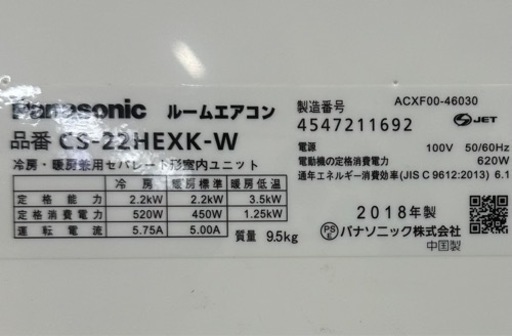 Panasonic ルームエアコン
品番 CS-22HEXK-W
冷房・暖房兼用セパレート形室内ユニット
冷房 暖房標準 暖房低温
定格能力 2.2kW 2.2kW 3.5kW
定格消費電力 520W 450W 1.25kW
運転電流 5.75A 5.00A
質量 9.5kg
ACXF00-46030
製造番号
4547211692
JET
電源 100V 50/60Hz
電動機の定格消費電力 620W
通年エネルギー消費効率(JIS C 9612:2013) 6.1
2018年製
PS E パナソニック株式会社
中国製